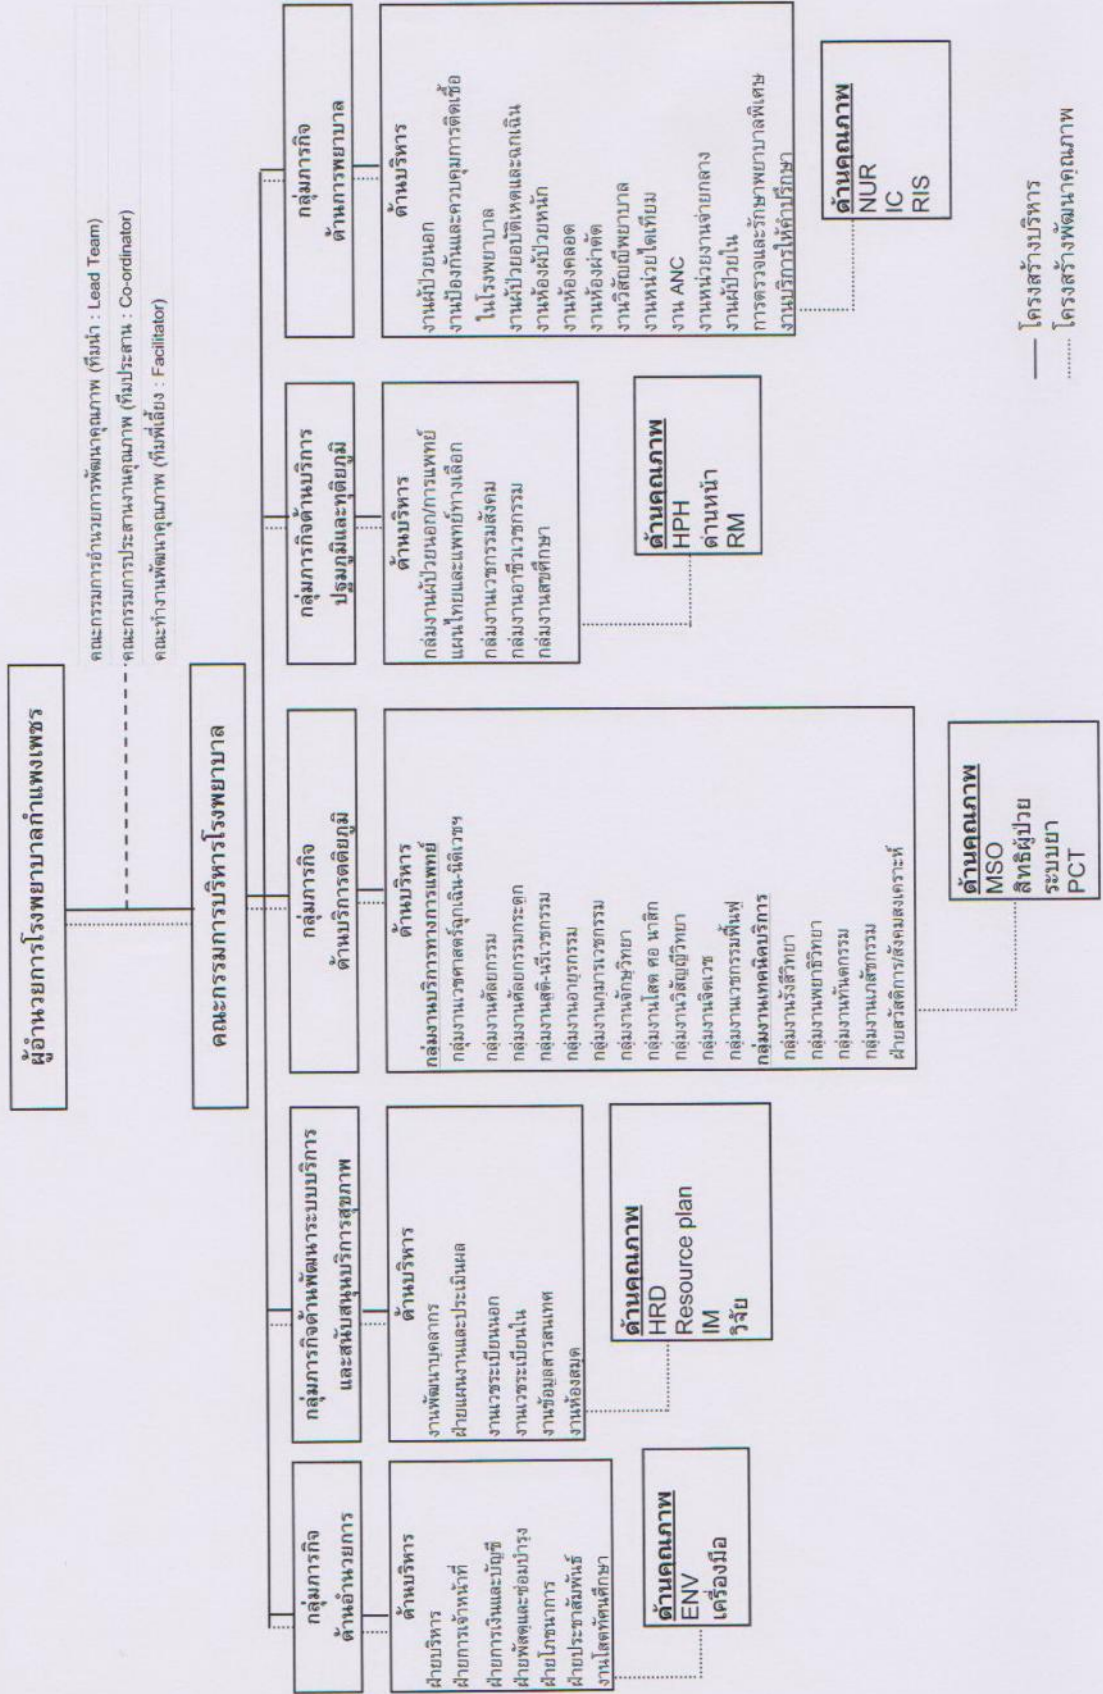 ผู้อำนวยการโรงพยาบาลกำแพงเพชร
คณะกรรมการอำนวยการพัฒนาคุณภาพ (ทีมนำ : Lead Team)
คณะกรรมการประสานงานคุณภาพ (ทีมประสาน : Co-ordinator)
คณะทำงานพัฒนาคุณภาพ (ทีมพี่เลี้ยง : Facilitator)
คณะกรรมการบริหารโรงพยาบาล
กลุ่มภารกิจ
ด้านอำนวยการ
ด้านบริหาร
ฝ่ายบริหาร
ฝ่ายการเจ้าหน้าที่
ฝ่ายการเงินและบัญชี
ฝ่ายพัสดุและซ่อมบำรุง
ฝ่ายโภชนาการ
ฝ่ายประชาสัมพันธ์
งานโสตทัศนศึกษา
ด้านคุณภาพ
ENV
เครื่องมือ
กลุ่มภารกิจด้านพัฒนาระบบบริการ
และสนับสนุนบริการสุขภาพ
ด้านบริหาร
งานพัฒนาบุคลากร
ฝ่ายแผนงานและประเมินผล
งานเวชระเบียนนอก
งานเวชระเบียนใน
งานข้อมูลสารสนเทศ
งานห้องสมุด
ด้านคุณภาพ
HRD
Resource plan
IM
วิจัย
กลุ่มภารกิจ
ด้านบริการตติยภูมิ
ด้านบริหาร
กลุ่มงานบริการทางการแพทย์
กลุ่มงานเวชศาสตร์ฉุกเฉิน-นิติเวชฯ
กลุ่มงานศัลยกรรม
กลุ่มงานศัลยกรรมกระดูก
กลุ่มงานสูติ-นรีเวชกรรม
กลุ่มงานอายุรกรรม
กลุ่มงานกุมารเวชกรรม
กลุ่มงานจักษุวิทยา
กลุ่มงานโสต ศอ นาสิก
กลุ่มงานวิสัญญีวิทยา
กลุ่มงานจิตเวช
กลุ่มงานเวชกรรมฟื้นฟู
กลุ่มงานเทคนิคบริการ
กลุ่มงานรังสีวิทยา
กลุ่มงานพยาธิวิทยา
กลุ่มงานทันตกรรม
กลุ่มงานเภสัชกรรม
ฝ่ายสวัสดิการ/สังคมสงเคราะห์
ด้านคุณภาพ
MSO
สิทธิผู้ป่วย
ระบบยา
PCT
กลุ่มภารกิจด้านบริการ
ปฐมภูมิและทุติยภูมิ
ด้านบริหาร
กลุ่มงานผู้ป่วยนอก/การแพทย์
แผนไทยและแพทย์ทางเลือก
กลุ่มงานเวชกรรมสังคม
กลุ่มงานอาชีวเวชกรรม
กลุ่มงานสุขศึกษา
ด้านคุณภาพ
HPH
ด่านหน้า
RM
กลุ่มภารกิจ
ด้านการพยาบาล
ด้านบริหาร
งานผู้ป่วยนอก
งานป้องกันและควบคุมการติดเชื้อ
ในโรงพยาบาล
งานผู้ป่วยอุบัติเหตุและฉุกเฉิน
งานห้องผู้ป่วยหนัก
งานห้องคลอด
งานห้องผ่าตัด
งานวิสัญญีพยาบาล
งานหน่วยไตเทียม
งาน ANC
งานหน่วยงานจ่ายกลาง
งานผู้ป่วยใน
การตรวจและรักษาพยาบาลพิเศษ
งานบริการให้คำปรึกษา
ด้านคุณภาพ
NUR
IC
RIS
โครงสร้างบริหาร
โครงสร้างพัฒนาคุณภาพ